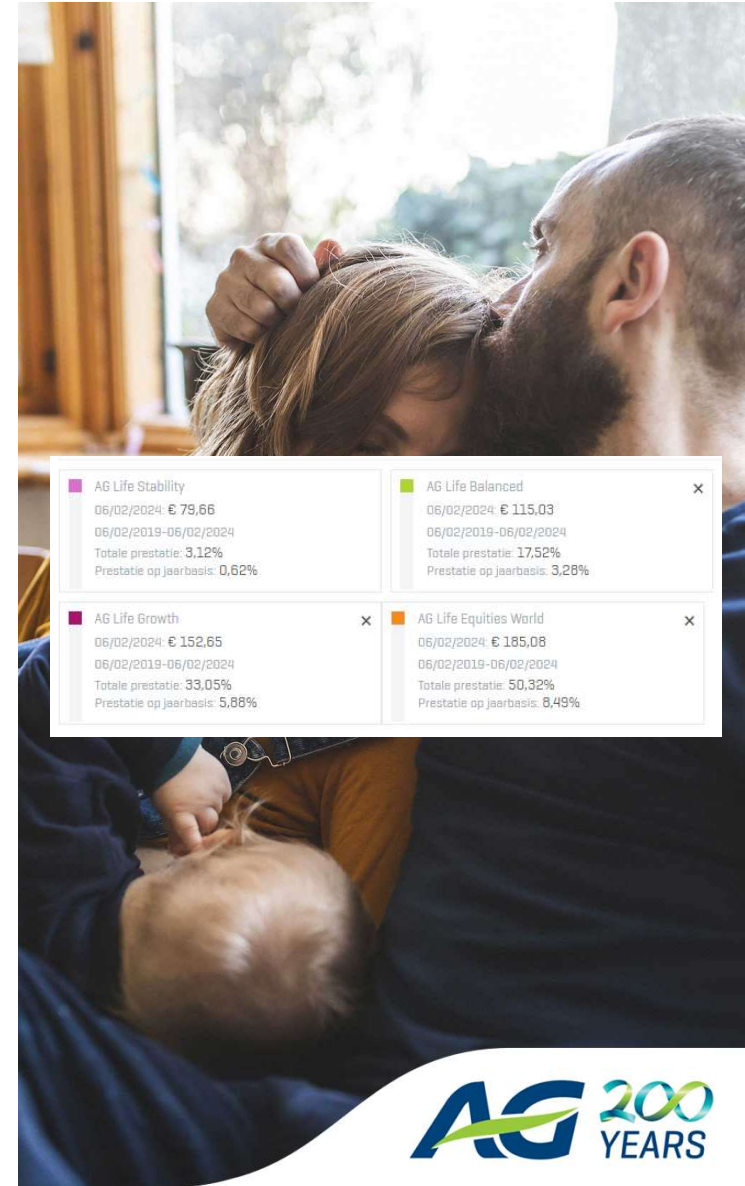 AG Life Stability
06/02/2024: € 79,66
06/02/2019-06/02/2024
Totale prestatie: 3,12%
Prestatie op jaarbasis: 0,62%
AG Life Balanced
06/02/2024: € 115,03
06/02/2019-06/02/2024
Totale prestatie: 17,52%
Prestatie op jaarbasis: 3,28%
AG Life Growth
06/02/2024: € 152,65
06/02/2019-06/02/2024
Totale prestatie: 33,05%
Prestatie op jaarbasis: 5,88%
AG Life Equities World
06/02/2024: € 185,08
06/02/2019-06/02/2024
Totale prestatie: 50,32%
Prestatie op jaarbasis: 8,49%
AG 200
YEARS